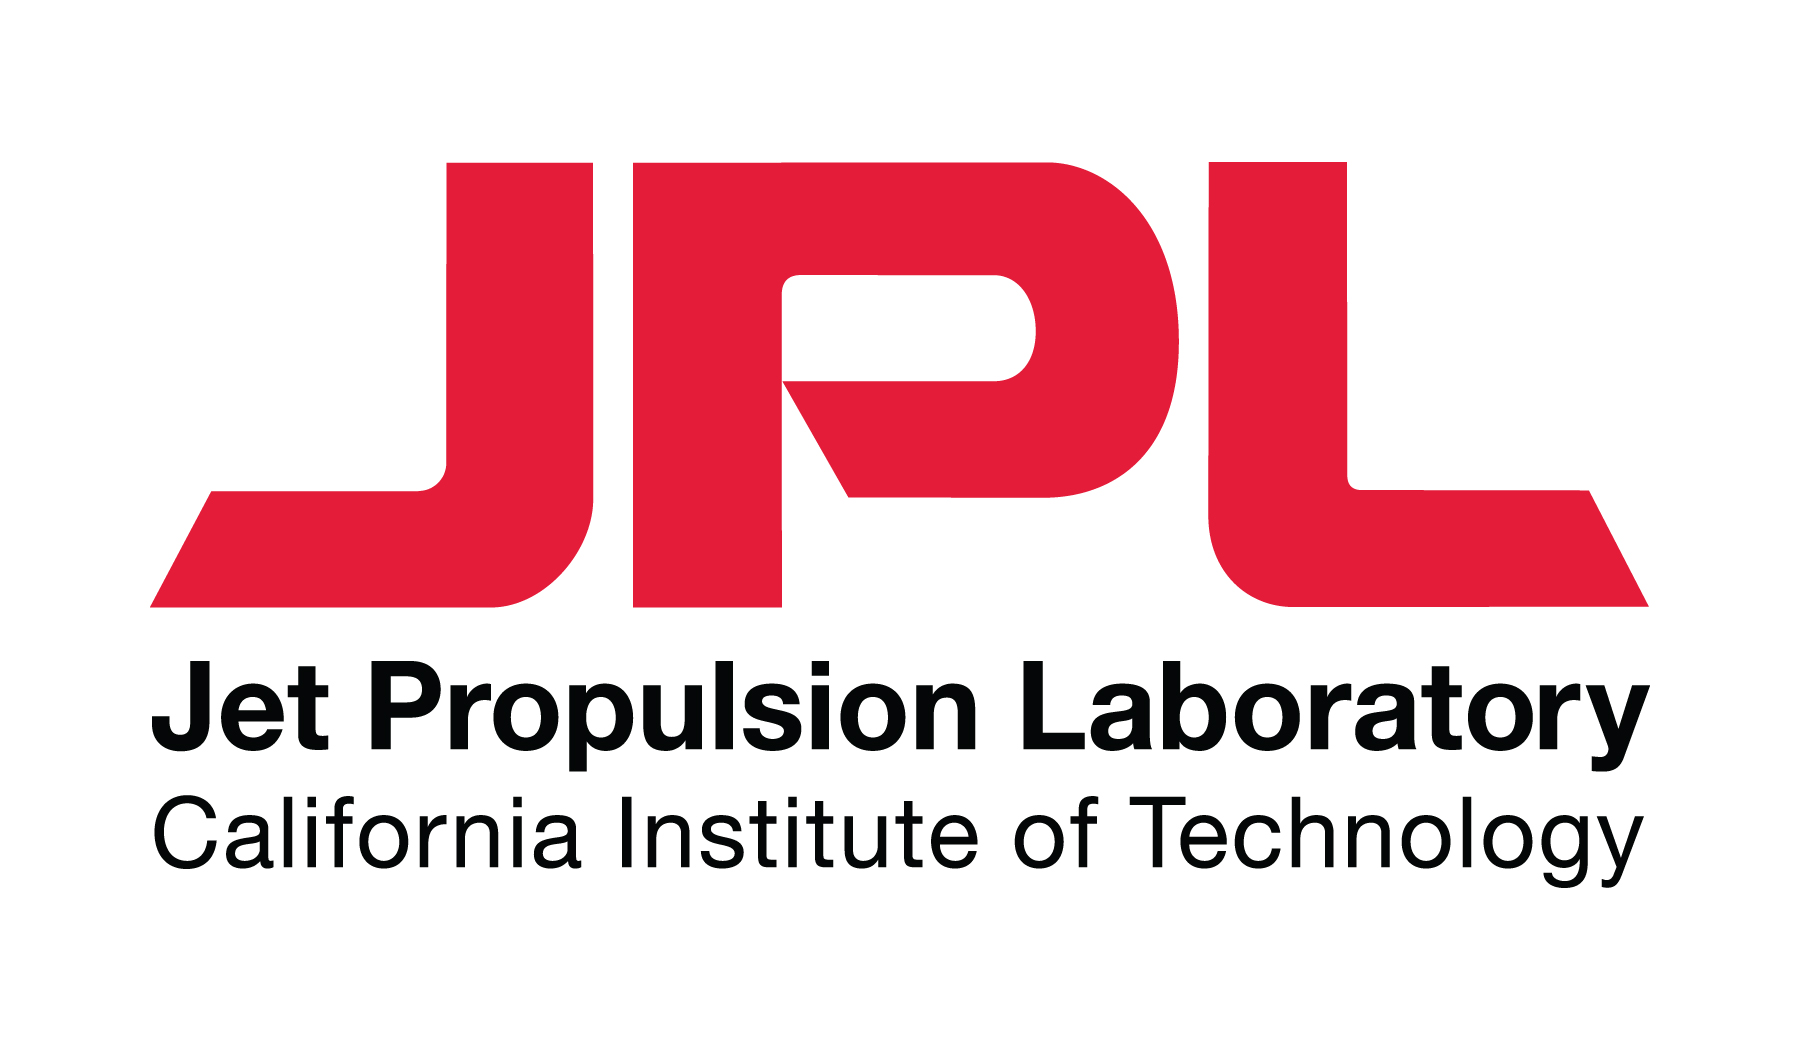 JPL
Jet Propulsion Laboratory
California Institute of Technology